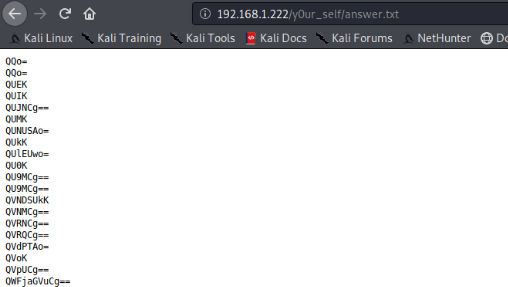 192.168.1.222/y0ur_self/answer.txt
Kali Linux Kali Training Kali Tools Kali Docs Kali Forums NetHunter
QQo=
QQo=
QUEK
QUIK
QUJNCg==
QUMK
QUNUSAo=
QUkK
QUlEUwo=
QU0K
QU9MCg==
QU9MCg==
QVNDSUkK
QVNMCg==
QVRNCg==
QVRQCg==
QVdPTAo=
QVoK
QVpUCg==
QWFjaGVuCg==